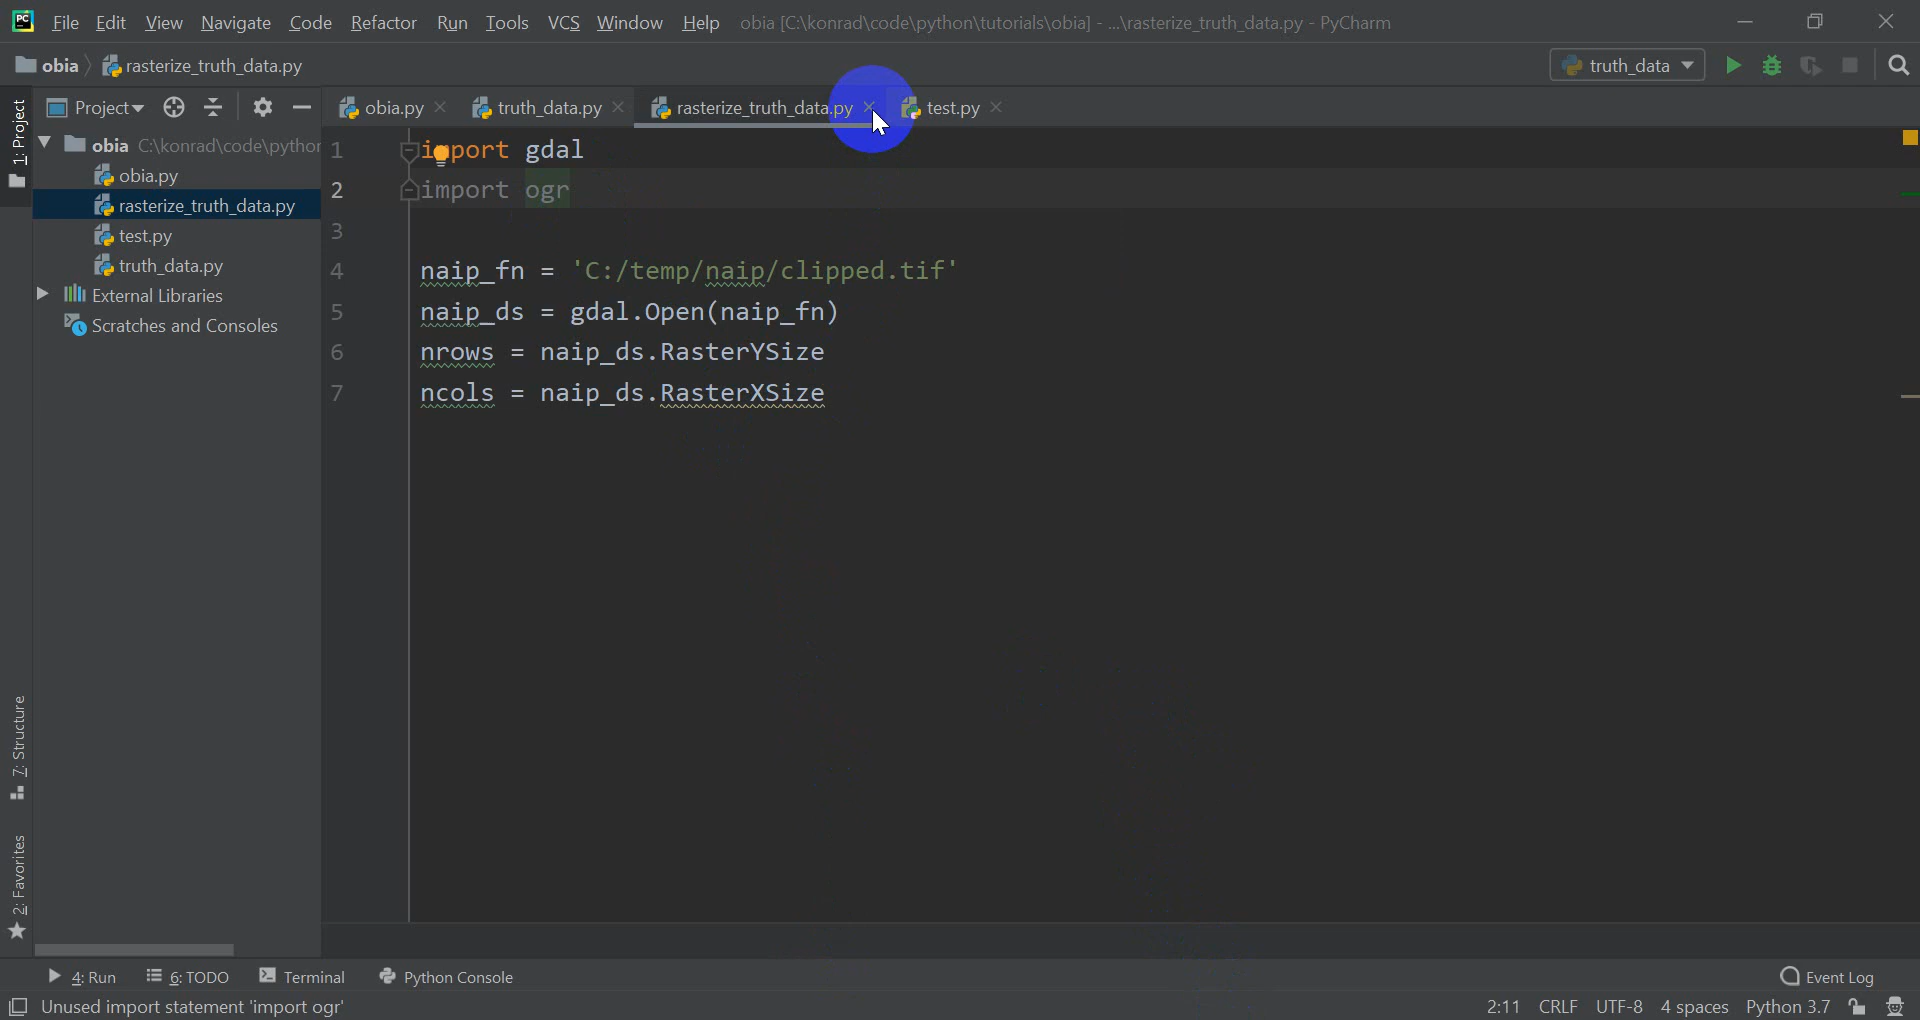 PC File Edit View Navigate Code Refactor Run Tools VCS Window Help obia [C:\konrad\code\python\tutorials\obia] - ...\rasterize_truth_data.py - PyCharm
obia rasterize_truth_data.py truth_data
Project obia.py truth_data.py rasterize_truth_data.py test.py
1: Project
obia C:\konrad\code\python
obia.py
rasterize_truth_data.py
test.py
truth_data.py
External Libraries
Scratches and Consoles
7: Structure
2: Favorites
1 import gdal
2 import ogr
3
4 naip_fn = 'C:/temp/naip/clipped.tif'
5 naip_ds = gdal.Open(naip_fn)
6 nrows = naip_ds.RasterYSize
7 ncols = naip_ds.RasterXSize
4: Run 6: TODO Terminal Python Console Event Log
Unused import statement 'import ogr' 2:11 CRLF UTF-8 4 spaces Python 3.7